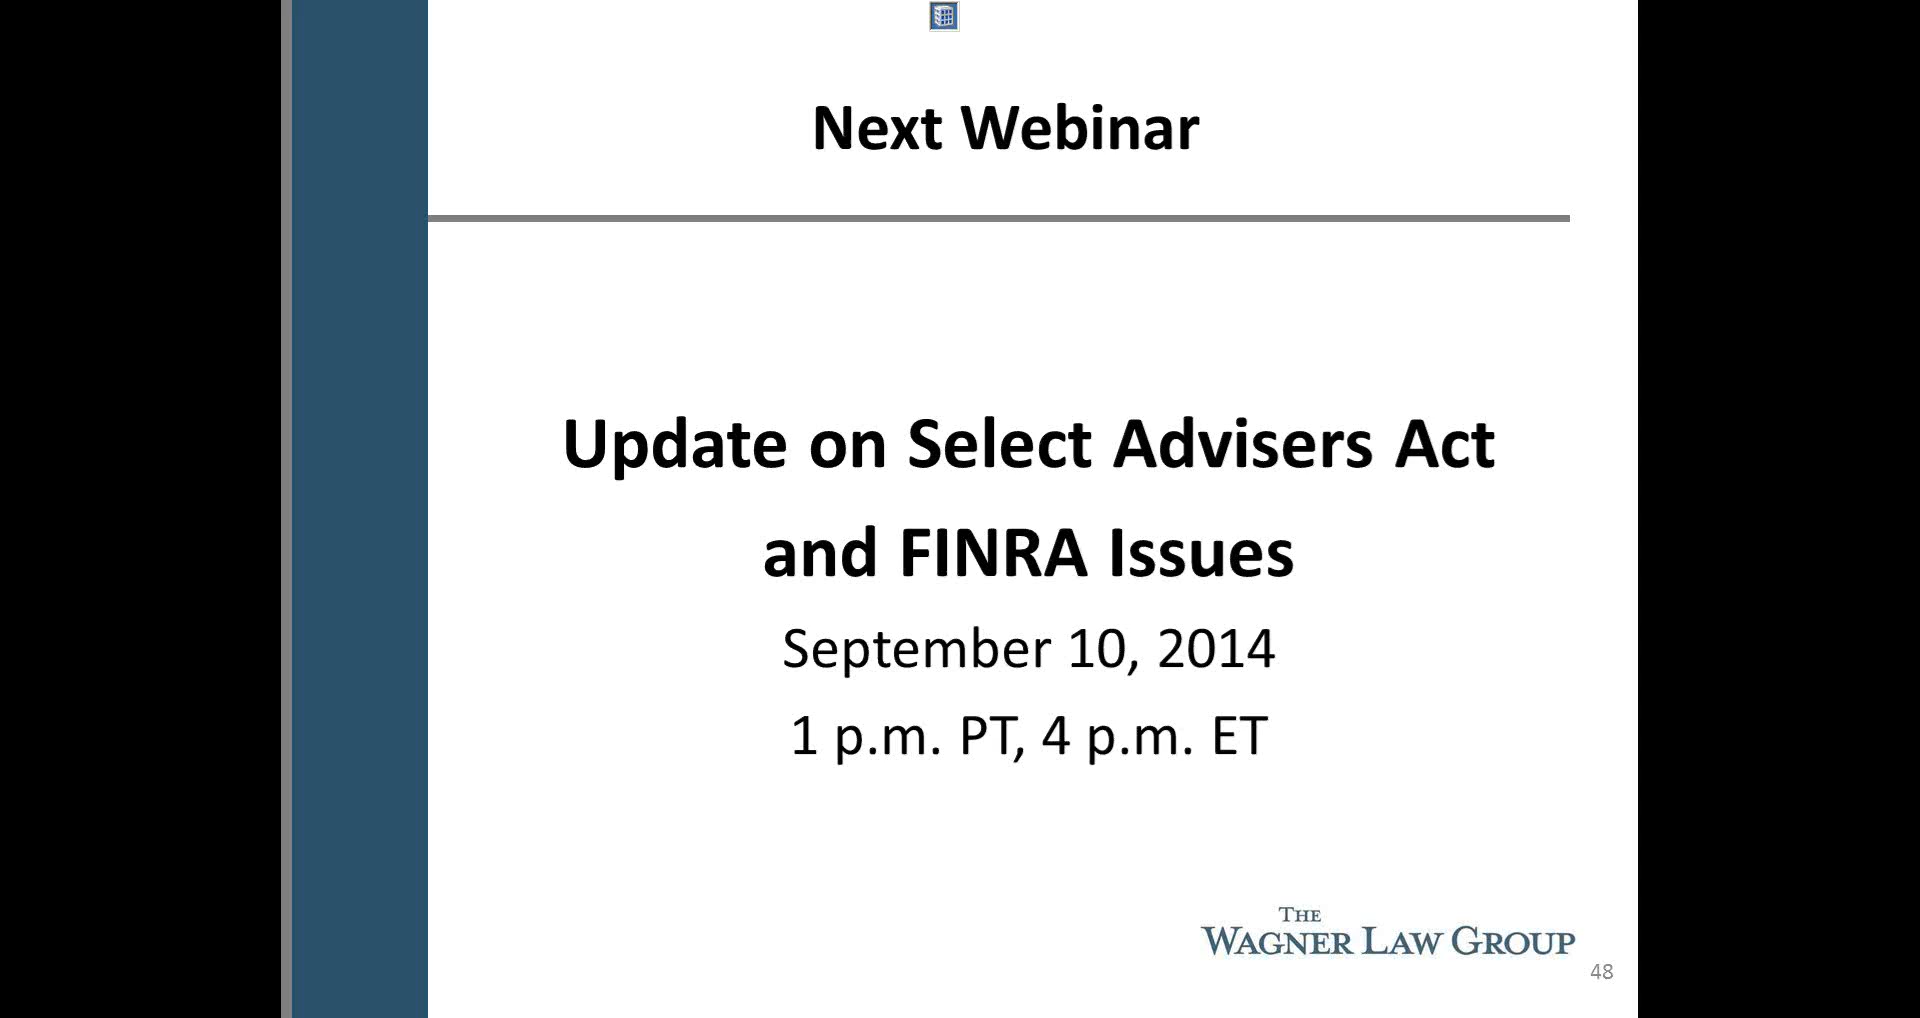 Next Webinar
Update on Select Advisers Act
and FINRA Issues
September 10, 2014
1 p.m. PT, 4 p.m. ET
THE
WAGNER LAW GROUP
48